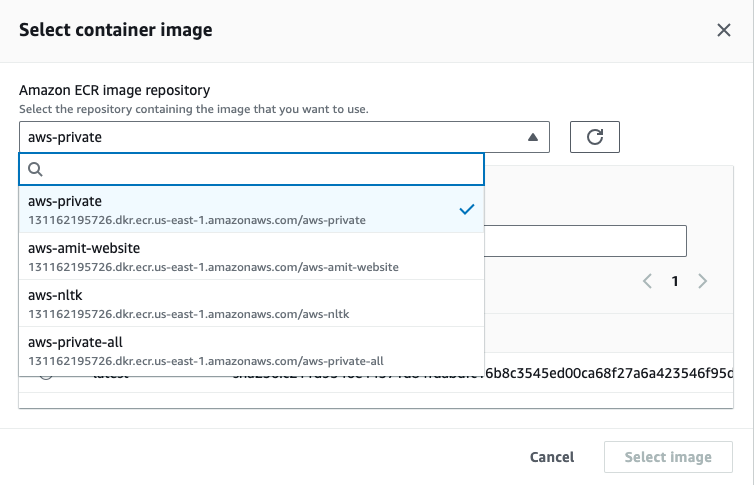 Select container image
Amazon ECR image repository
Select the repository containing the image that you want to use.
aws-private
aws-private
131162195726.dkr.ecr.us-east-1.amazonaws.com/aws-private
aws-amit-website
131162195726.dkr.ecr.us-east-1.amazonaws.com/aws-amit-website
1
aws-nltk
131162195726.dkr.ecr.us-east-1.amazonaws.com/aws-nltk
aws-private-all
131162195726.dkr.ecr.us-east-1.amazonaws.com/aws-private-all
latest
Cancel
Select image